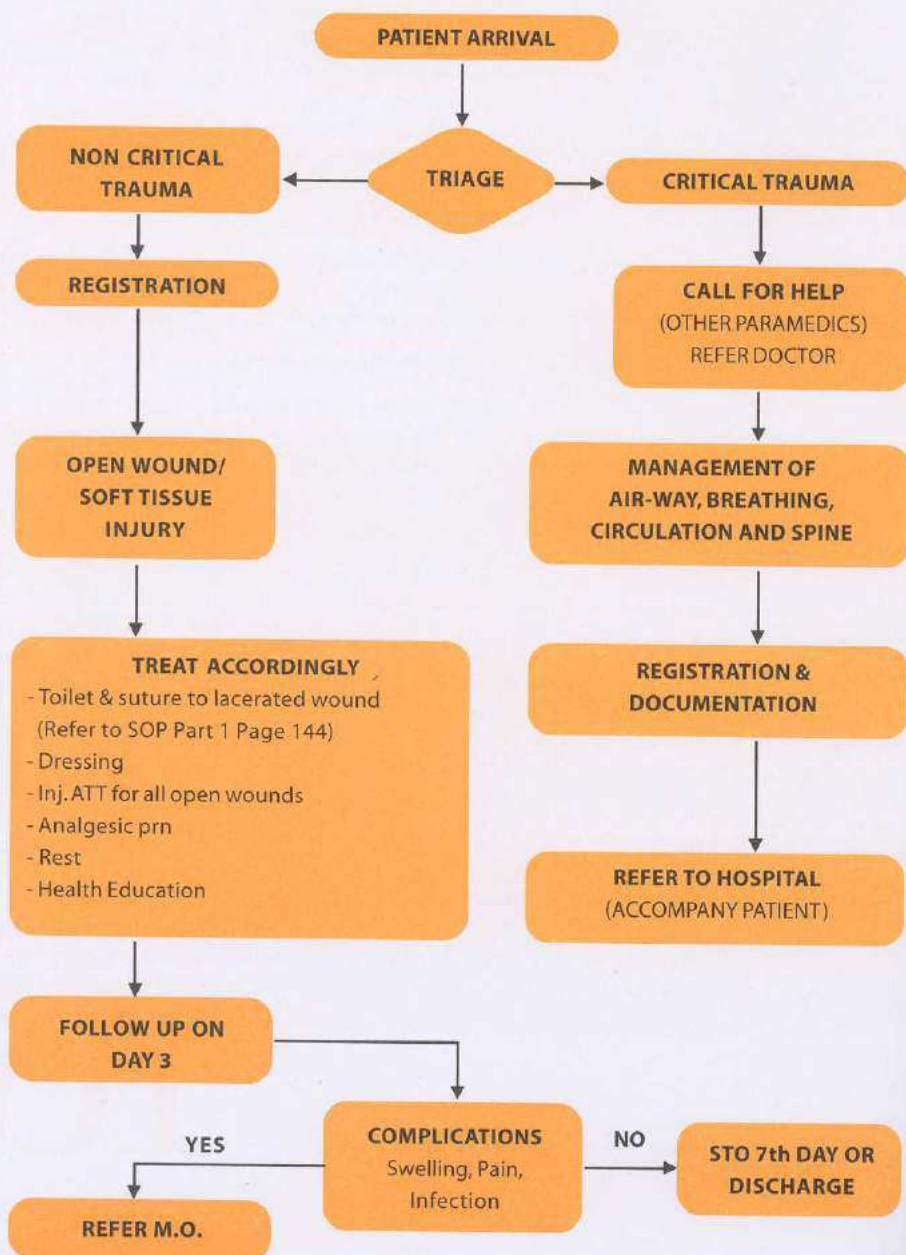 PATIENT ARRIVAL
TRIAGE
NON CRITICAL
TRAUMA
REGISTRATION
OPEN WOUND/
SOFT TISSUE
INJURY
TREAT ACCORDINGLY
- Toilet & suture to lacerated wound
(Refer to SOP Part 1 Page 144)
- Dressing
- Inj. ATT for all open wounds
- Analgesic prn
- Rest
- Health Education
FOLLOW UP ON
DAY 3
COMPLICATIONS
Swelling, Pain,
Infection
YES
REFER M.O.
NO
STO 7th DAY OR
DISCHARGE
CRITICAL TRAUMA
CALL FOR HELP
(OTHER PARAMEDICS)
REFER DOCTOR
MANAGEMENT OF
AIR-WAY, BREATHING,
CIRCULATION AND SPINE
REGISTRATION &
DOCUMENTATION
REFER TO HOSPITAL
(ACCOMPANY PATIENT)